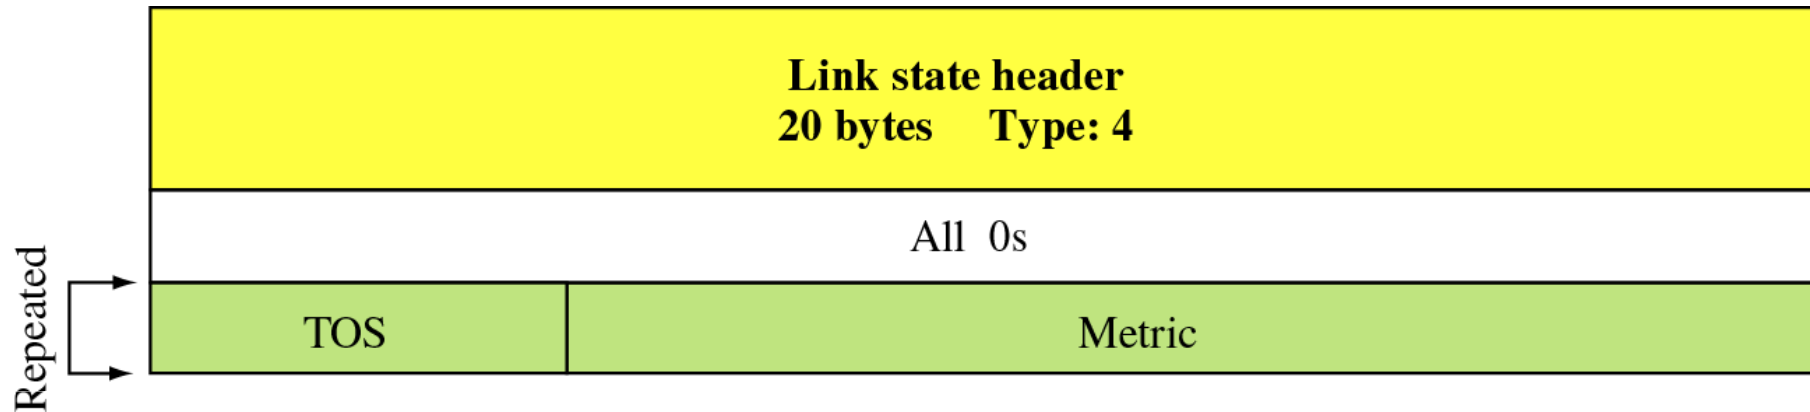 Link state header
20 bytes Type: 4
All 0s
Repeated
TOS
Metric